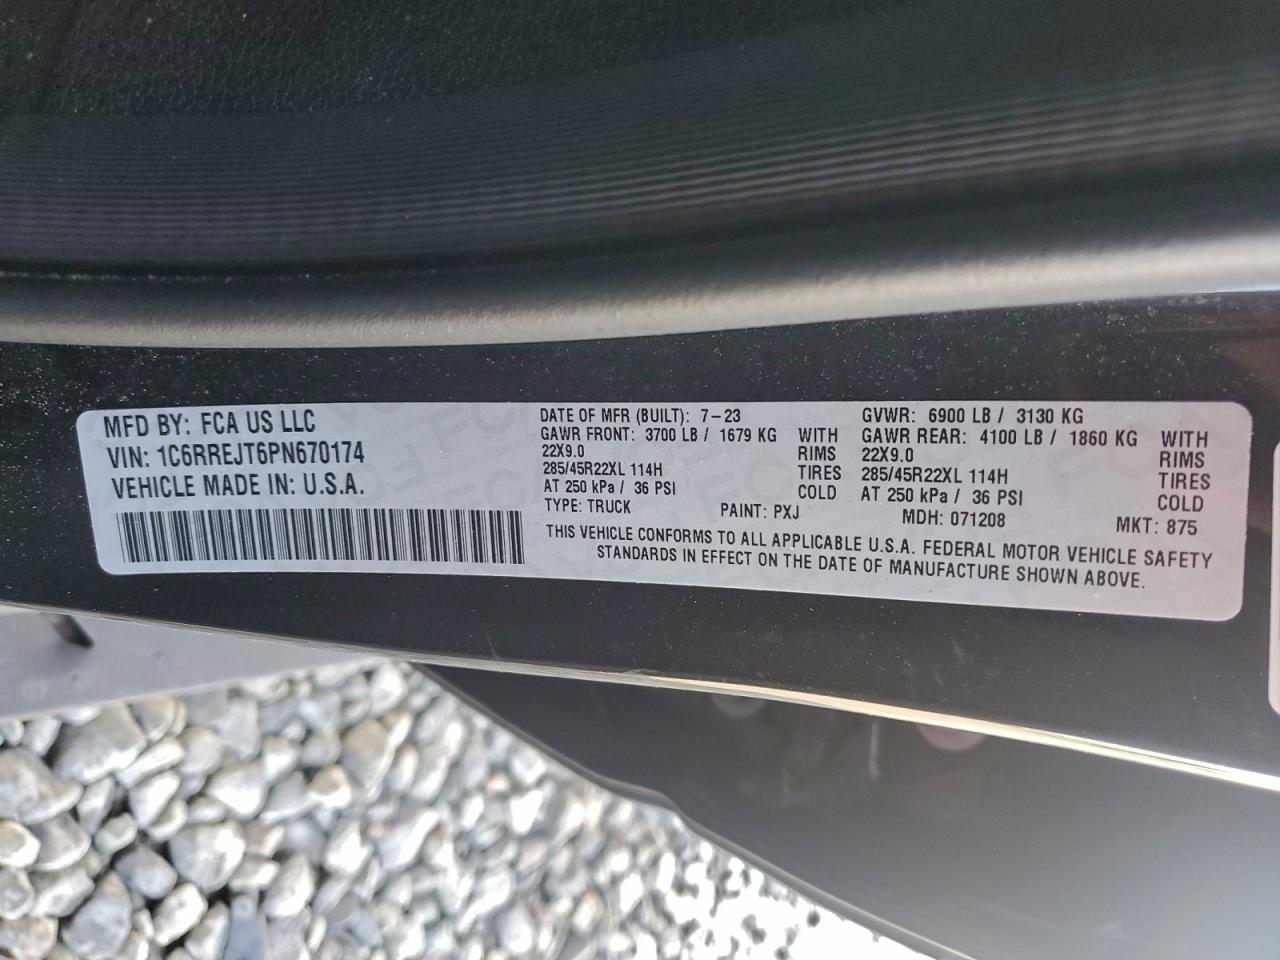 MFD BY: FCA US LLC
VIN: 1C6RREJT6PN670174
VEHICLE MADE IN: U.S.A.
DATE OF MFR (BUILT): 7-23
GAWR FRONT: 3700 LB / 1679 KG WITH
22X9.0 RIMS
285/45R22XL 114H TIRES
AT 250 kPa / 36 PSI COLD
GVWR: 6900 LB / 3130 KG
GAWR REAR: 4100 LB / 1860 KG WITH
22X9.0 RIMS
285/45R22XL 114H TIRES
AT 250 kPa / 36 PSI COLD
TYPE: TRUCK PAINT: PXJ MDH: 071208 MKT: 875
THIS VEHICLE CONFORMS TO ALL APPLICABLE U.S.A. FEDERAL MOTOR VEHICLE SAFETY
STANDARDS IN EFFECT ON THE DATE OF MANUFACTURE SHOWN ABOVE.